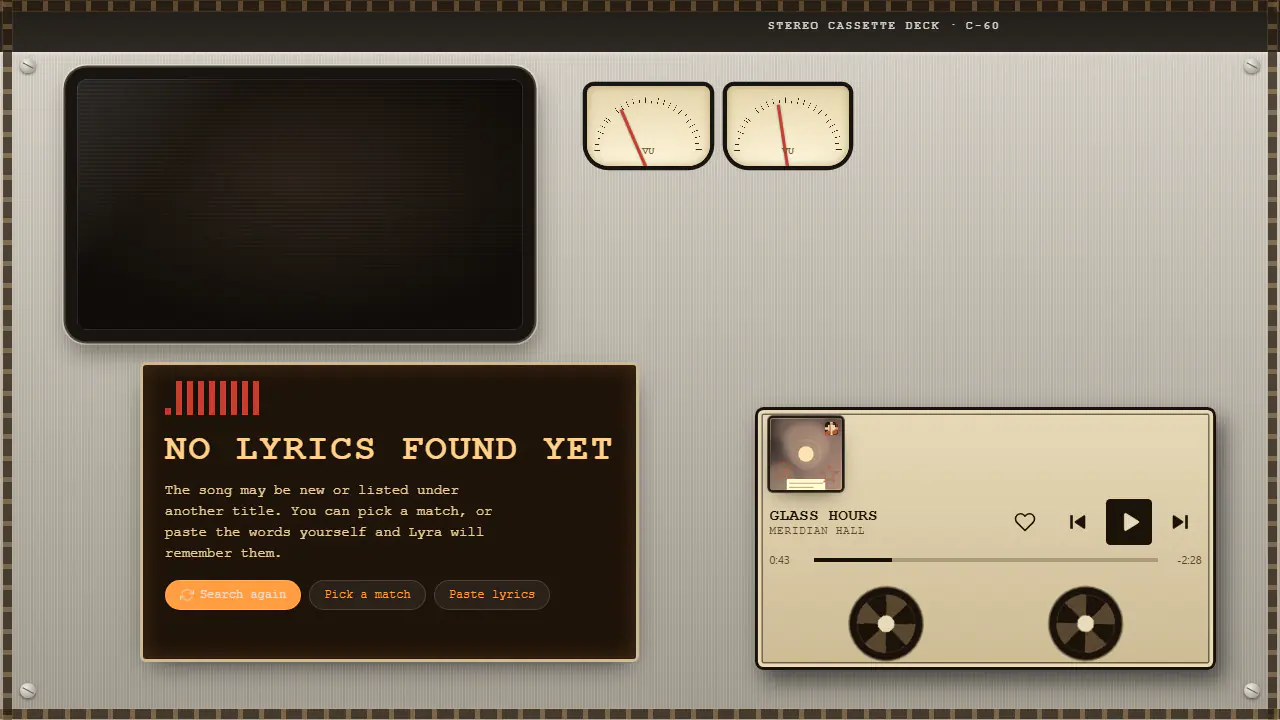 STEREO CASSETTE DECK · C-60
VU
VU
NO LYRICS FOUND YET
The song may be new or listed under
another title. You can pick a match, or
paste the words yourself and Lyra will
remember them.
Search again
Pick a match
Paste lyrics
GLASS HOURS
MERIDIAN HALL
0:43
-2:28